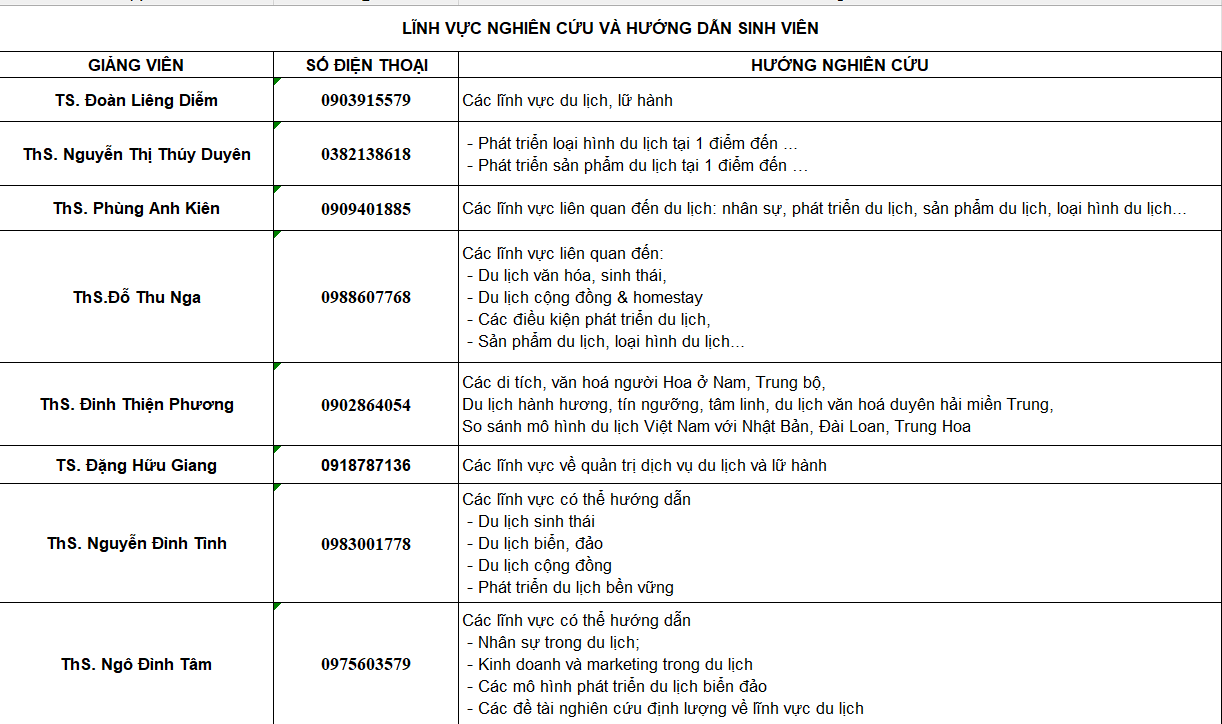 LĨNH VỰC NGHIÊN CỨU VÀ HƯỚNG DẪN SINH VIÊN
GIẢNG VIÊN SỐ ĐIỆN THOẠI HƯỚNG NGHIÊN CỨU
TS. Đoàn Liêng Diễm 0903915579 Các lĩnh vực du lịch, lữ hành
ThS. Nguyễn Thị Thúy Duyên 0382138618
- Phát triển loại hình du lịch tại 1 điểm đến …
- Phát triển sản phẩm du lịch tại 1 điểm đến …
ThS. Phùng Anh Kiên 0909401885 Các lĩnh vực liên quan đến du lịch: nhân sự, phát triển du lịch, sản phẩm du lịch, loại hình du lịch…
ThS.Đỗ Thu Nga 0988607768
Các lĩnh vực liên quan đến:
- Du lịch văn hóa, sinh thái,
- Du lịch cộng đồng & homestay
- Các điều kiện phát triển du lịch,
- Sản phẩm du lịch, loại hình du lịch…
ThS. Đinh Thiện Phương 0902864054
Các di tích, văn hoá người Hoa ở Nam, Trung bộ,
Du lịch hành hương, tín ngưỡng, tâm linh, du lịch văn hoá duyên hải miền Trung,
So sánh mô hình du lịch Việt Nam với Nhật Bản, Đài Loan, Trung Hoa
TS. Đặng Hữu Giang 0918787136 Các lĩnh vực về quản trị dịch vụ du lịch và lữ hành
ThS. Nguyễn Đình Tình 0983001778
Các lĩnh vực có thể hướng dẫn
- Du lịch sinh thái
- Du lịch biển, đảo
- Du lịch cộng đồng
- Phát triển du lịch bền vững
ThS. Ngô Đình Tâm 0975603579
Các lĩnh vực có thể hướng dẫn
- Nhân sự trong du lịch;
- Kinh doanh và marketing trong du lịch
- Các mô hình phát triển du lịch biển đảo
- Các đề tài nghiên cứu định lượng về lĩnh vực du lịch